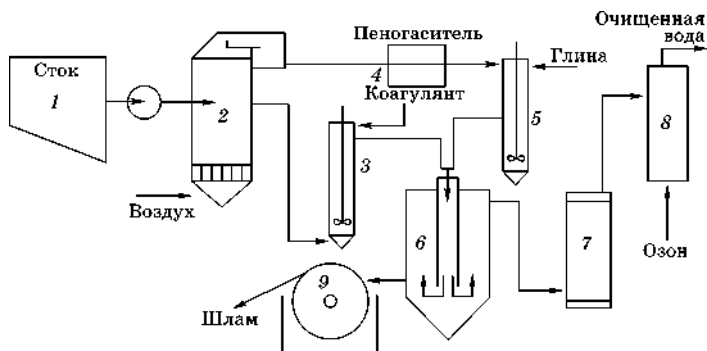 Очищенная
вода
Пеногаситель
Сток
Глина
1
2
4
Коагулянт
5
8
3
Воздух
6
7
Озон
9
Шлам